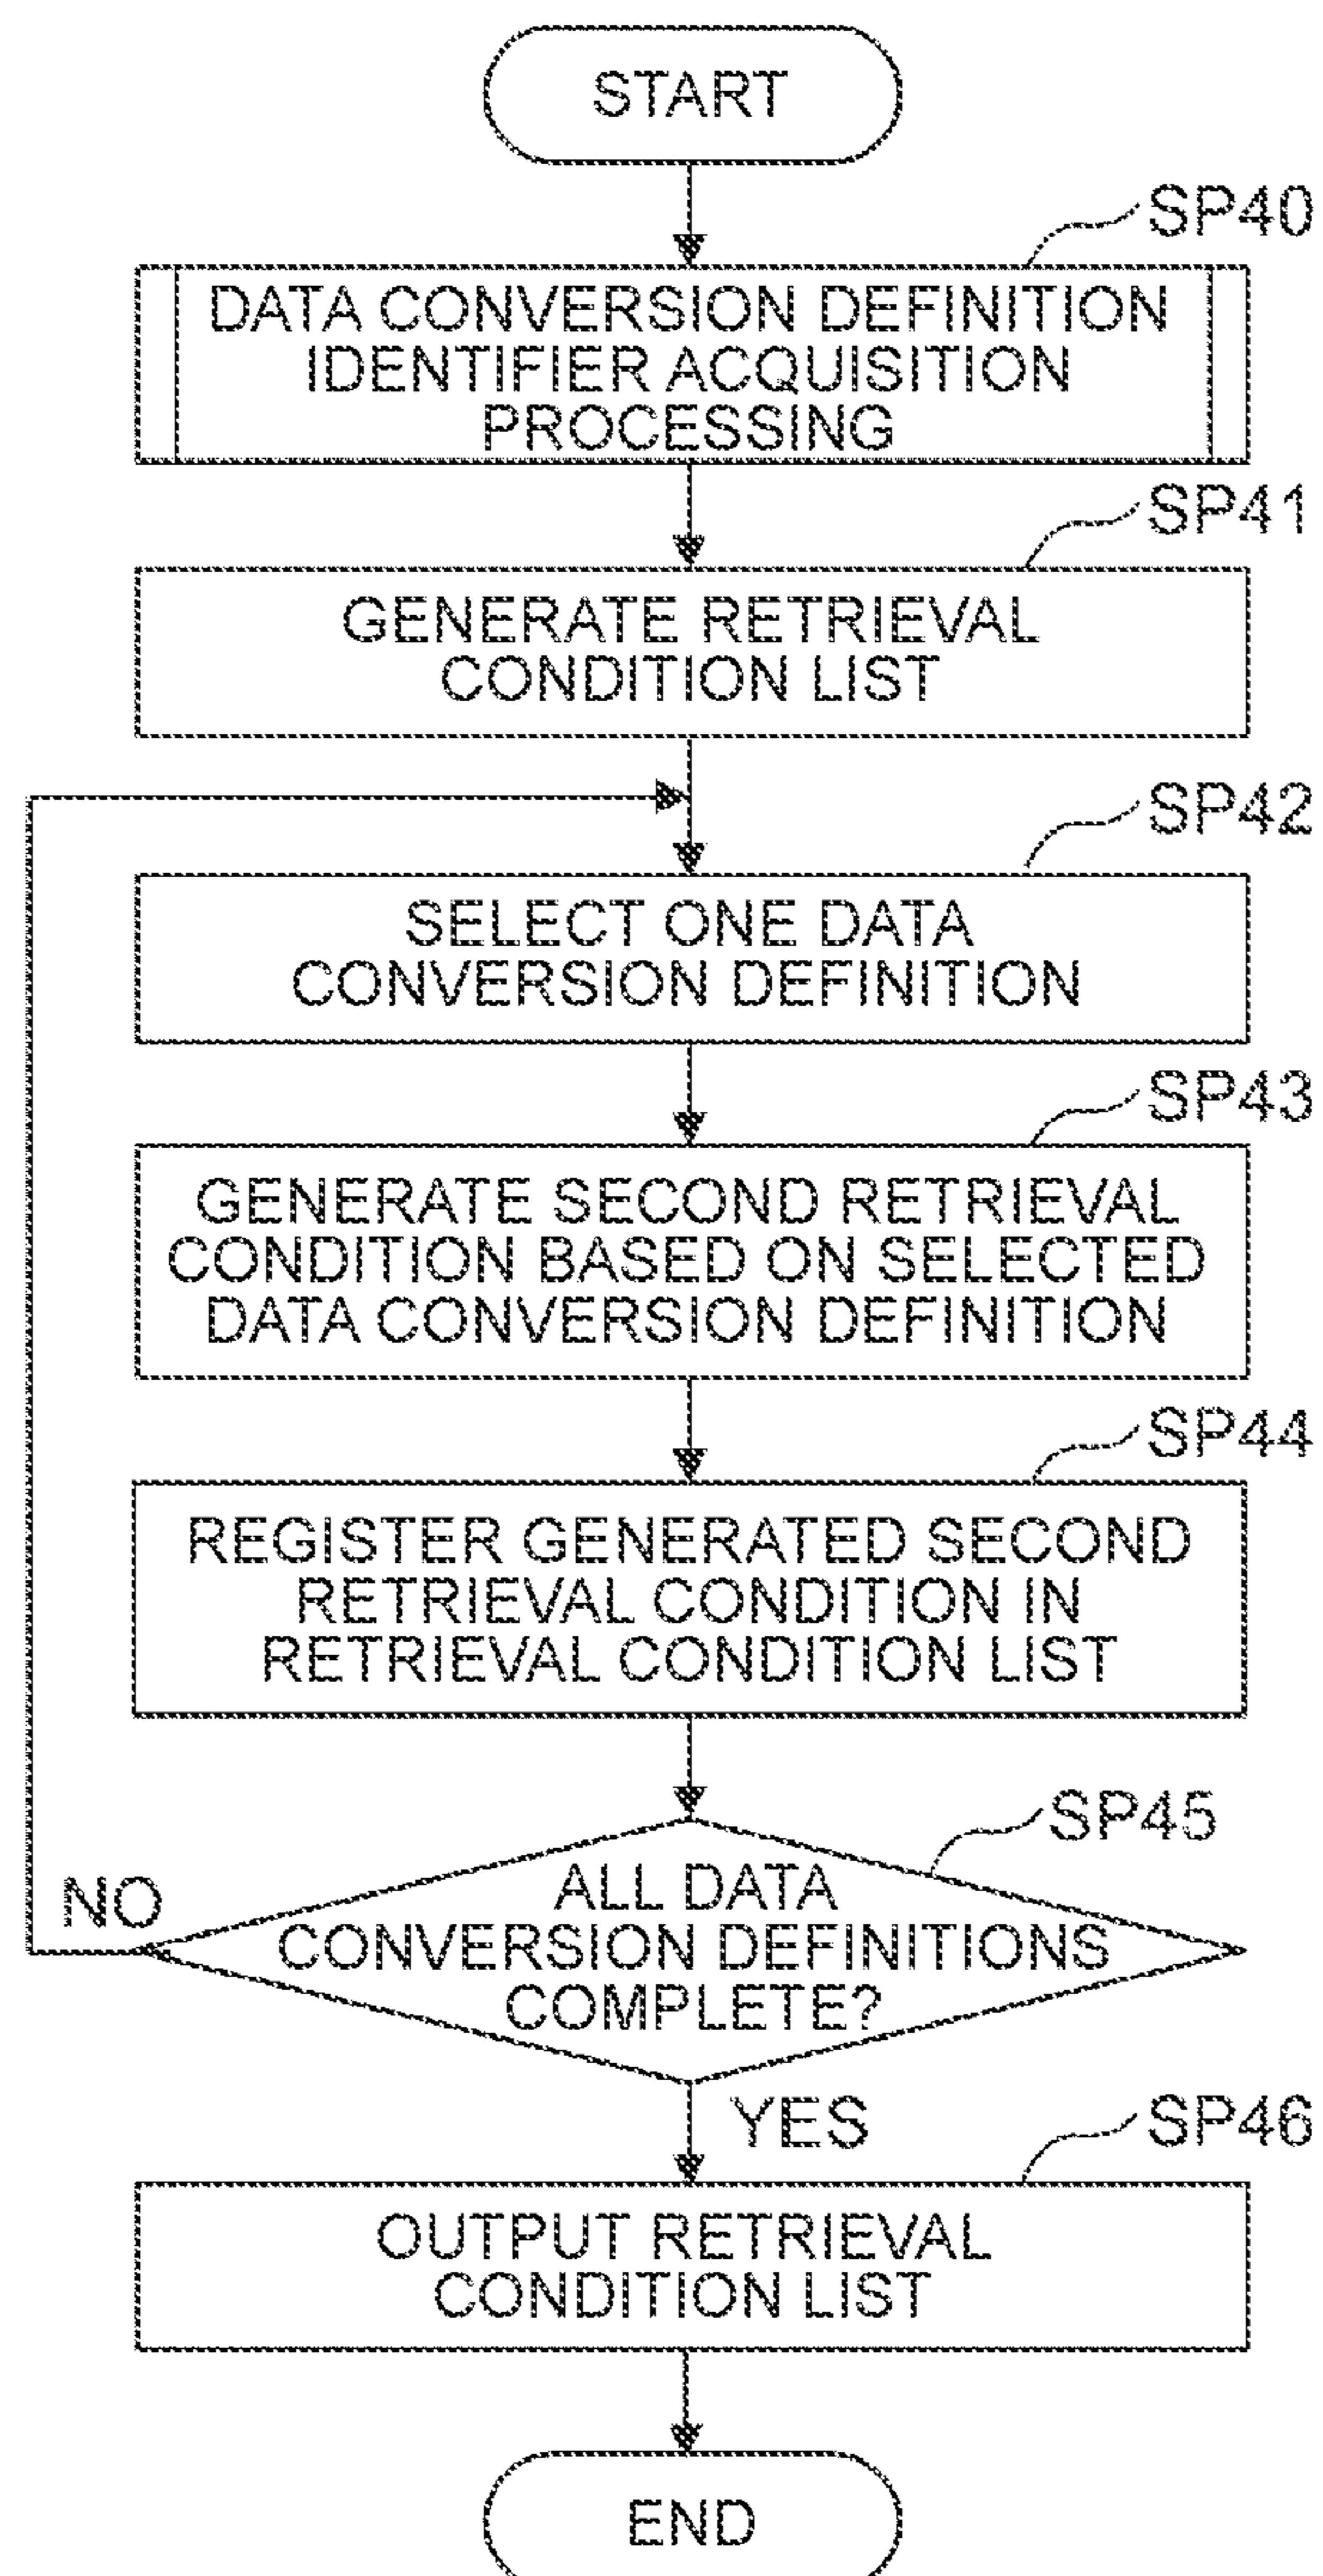 START
SP40
DATA CONVERSION DEFINITION
IDENTIFIER ACQUISITION
PROCESSING
SP41
GENERATE RETRIEVAL
CONDITION LIST
SP42
SELECT ONE DATA
CONVERSION DEFINITION
SP43
GENERATE SECOND RETRIEVAL
CONDITION BASED ON SELECTED
DATA CONVERSION DEFINITION
SP44
REGISTER GENERATED SECOND
RETRIEVAL CONDITION IN
RETRIEVAL CONDITION LIST
SP45
ALL DATA
CONVERSION DEFINITIONS
COMPLETE?
NO
YES
SP46
OUTPUT RETRIEVAL
CONDITION LIST
END